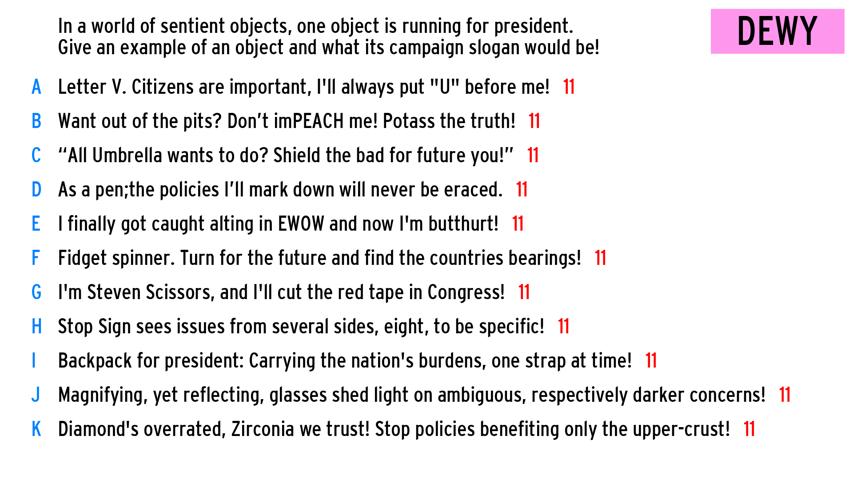 In a world of sentient objects, one object is running for president.
Give an example of an object and what its campaign slogan would be!
DEWY
A Letter V. Citizens are important, I'll always put "U" before me! 11
B Want out of the pits? Don’t imPEACH me! Potass the truth! 11
C “All Umbrella wants to do? Shield the bad for future you!” 11
D As a pen;the policies I’ll mark down will never be eraced. 11
E I finally got caught alting in EWOW and now I'm butthurt! 11
F Fidget spinner. Turn for the future and find the countries bearings! 11
G I'm Steven Scissors, and I'll cut the red tape in Congress! 11
H Stop Sign sees issues from several sides, eight, to be specific! 11
I Backpack for president: Carrying the nation's burdens, one strap at time! 11
J Magnifying, yet reflecting, glasses shed light on ambiguous, respectively darker concerns! 11
K Diamond's overrated, Zirconia we trust! Stop policies benefiting only the upper-crust! 11